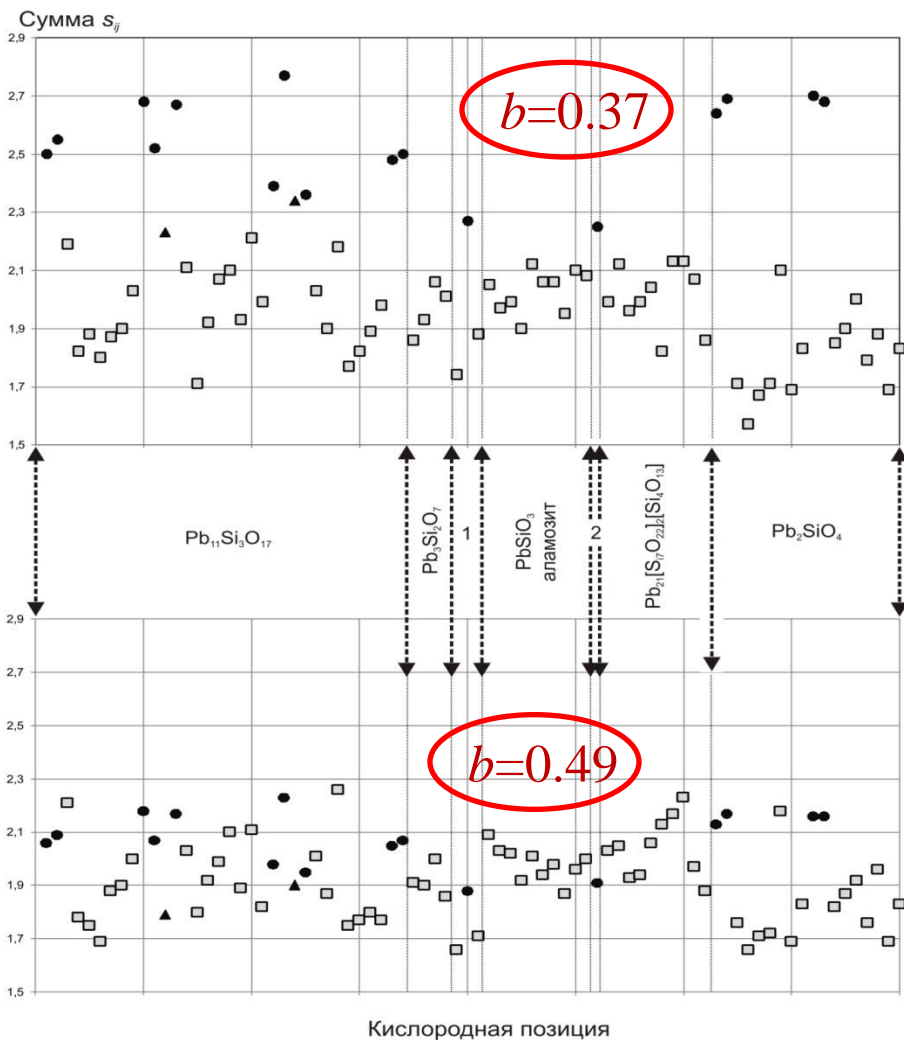 Сумма s_ij
2,9
b=0.37
2,7
2,5
2,3
2,1
1,9
1,7
1,5
Pb₁₁Si₃O₁₇
Pb₃Si₂O₇
1
PbSiO₃
аламозит
2
Pb₂₁[S₇O₂₂]₂[Si₄O₁₃]
Pb₂SiO₄
2,9
2,7
2,5
b=0.49
2,3
2,1
1,9
1,7
1,5
Кислородная позиция